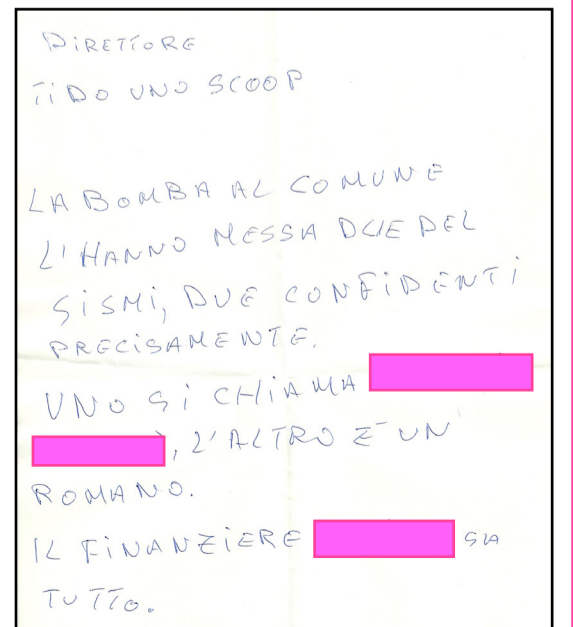 DIRETTORE
TI DO UNO SCOOP
LA BOMBA AL COMUNE
L'HANNO MESSA DUE DEL
SISMI, DUE CONFIDENTI
PRECISAMENTE.
UNO SI CHIAMA
, L'ALTRO È UN
ROMANO.
IL FINANZIERE SA
TUTTO.